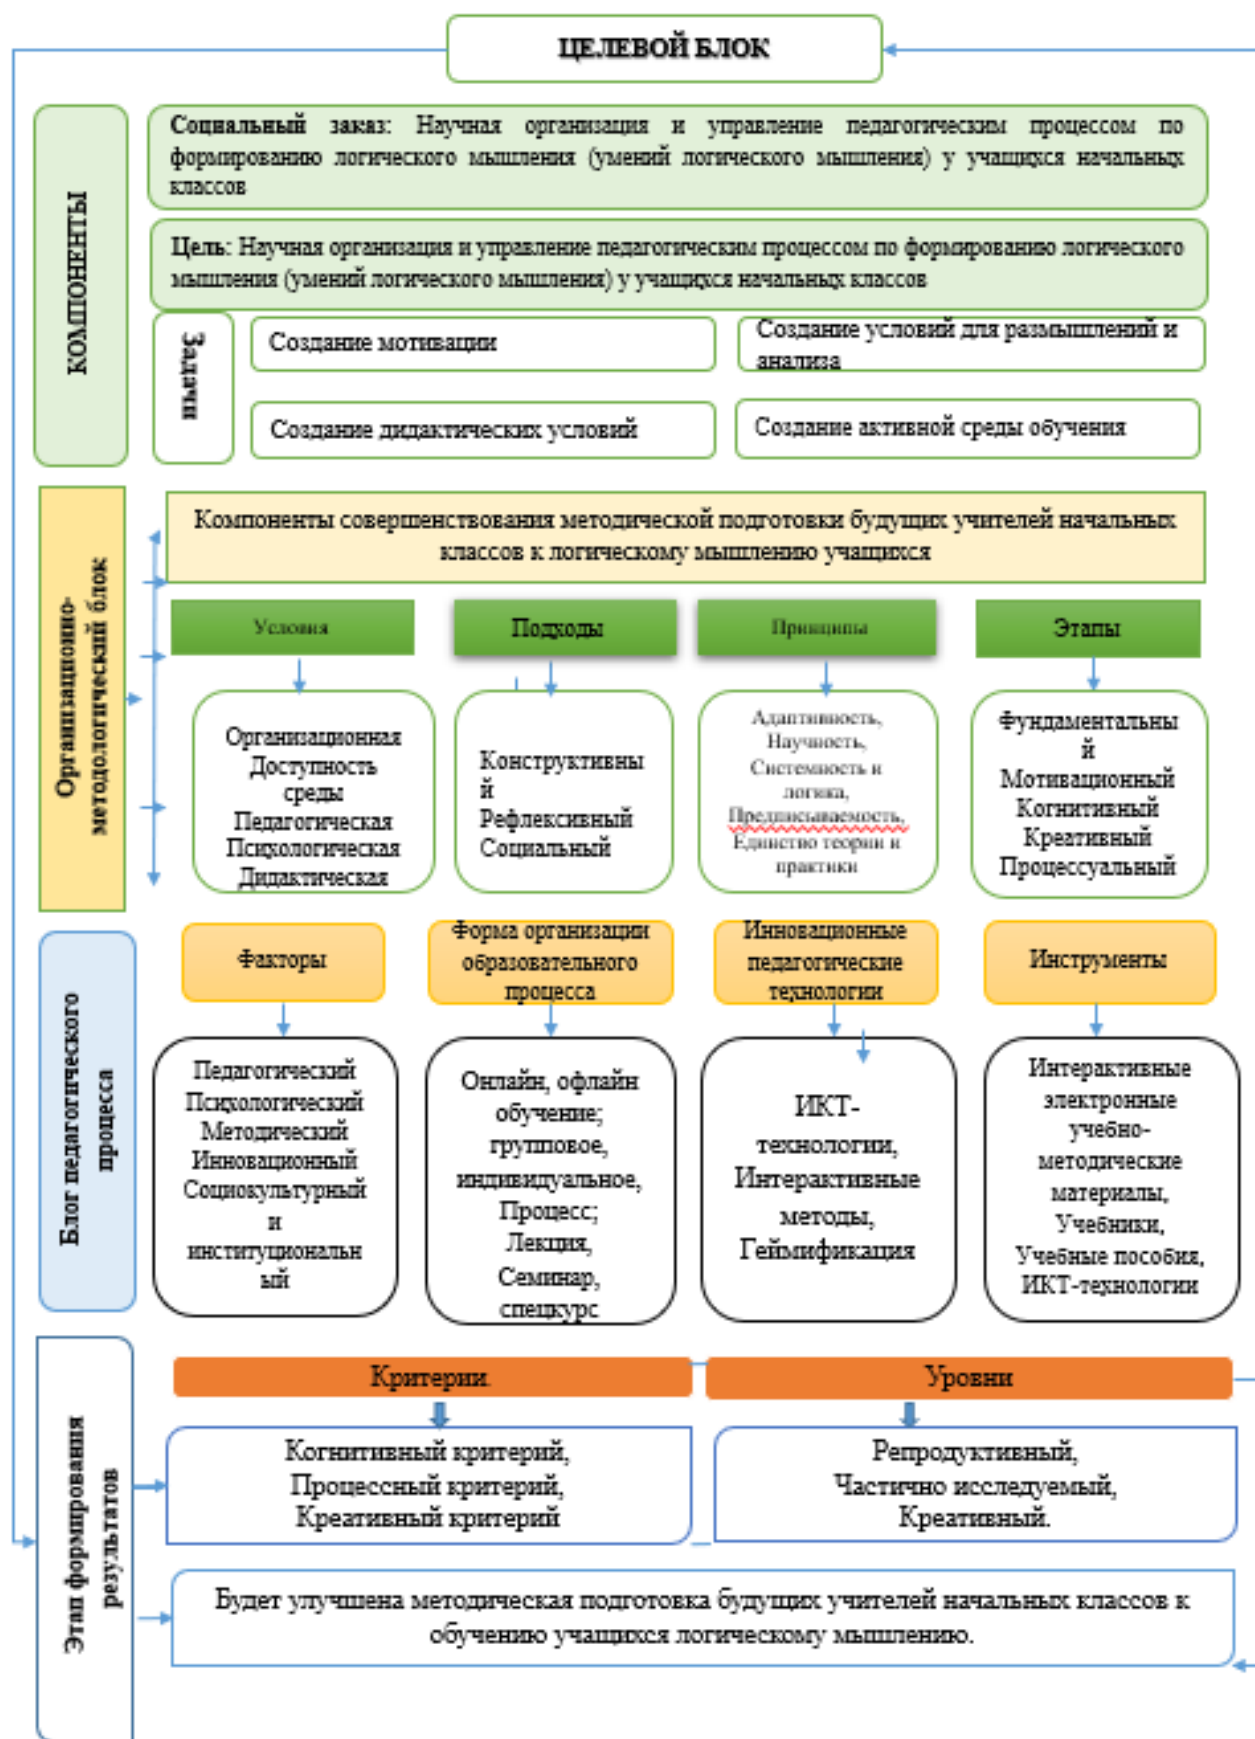 ЦЕЛЕВОЙ БЛОК
КОМПОНЕНТЫ
Социальный заказ: Научная организация и управление педагогическим процессом по
формированию логического мышления (умений логического мышления) у учащихся начальных
классов
Цель: Научная организация и управление педагогическим процессом по формированию логического
мышления (умений логического мышления) у учащихся начальных классов
Задачи
Создание мотивации
Создание условий для размышлений и
анализа
Создание дидактических условий
Создание активной среды обучения
Организационно-
методологический блок
Компоненты совершенствования методической подготовки будущих учителей начальных
классов к логическому мышлению учащихся
Условия
Подходы
Принципы
Этапы
Организационная
Доступность
среды
Педагогическая
Психологическая
Дидактическая
Конструктивны
й
Рефлексивный
Социальный
Адаптивность,
Научность,
Системность и
логика,
Предписываемость,
Единство теории и
практики
Фундаментальны
й
Мотивационный
Когнитивный
Креативный
Процессуальный
Блог педагогического
процесса
Факторы
Форма организации
образовательного
процесса
Инновационные
педагогические
технологии
Инструменты
Педагогический
Психологический
Методический
Инновационный
Социокультурный
и
институциональн
ый
Онлайн, офлайн
обучение;
групповое,
индивидуальное,
Процесс;
Лекция,
Семинар,
спецкурс
ИКТ-
технологии,
Интерактивные
методы,
Геймификация
Интерактивные
электронные
учебно-
методические
материалы,
Учебники,
Учебные пособия,
ИКТ-технологии
Этап формирования
результатов
Критерии.
Уровни
Когнитивный критерий,
Процессный критерий,
Креативный критерий
Репродуктивный,
Частично исследуемый,
Креативный.
Будет улучшена методическая подготовка будущих учителей начальных классов к
обучению учащихся логическому мышлению.